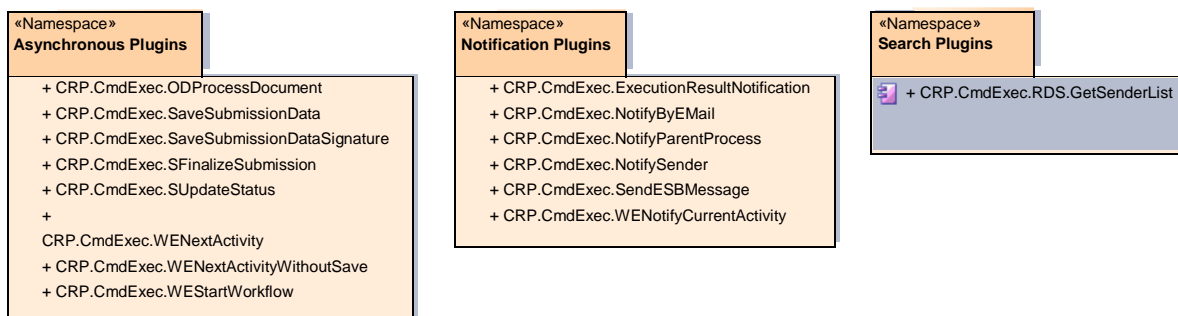 «Namespace»
Asynchronous Plugins
+ CRP.CmdExec.ODProcessDocument
+ CRP.CmdExec.SaveSubmissionData
+ CRP.CmdExec.SaveSubmissionDataSignature
+ CRP.CmdExec.SFinalizeSubmission
+ CRP.CmdExec.SUpdateStatus
+
CRP.CmdExec.WENextActivity
+ CRP.CmdExec.WENextActivityWithoutSave
+ CRP.CmdExec.WEStartWorkflow
«Namespace»
Notification Plugins
+ CRP.CmdExec.ExecutionResultNotification
+ CRP.CmdExec.NotifyByEMail
+ CRP.CmdExec.NotifyParentProcess
+ CRP.CmdExec.NotifySender
+ CRP.CmdExec.SendESBMessage
+ CRP.CmdExec.WENotifyCurrentActivity
«Namespace»
Search Plugins
+ CRP.CmdExec.RDS.GetSenderList